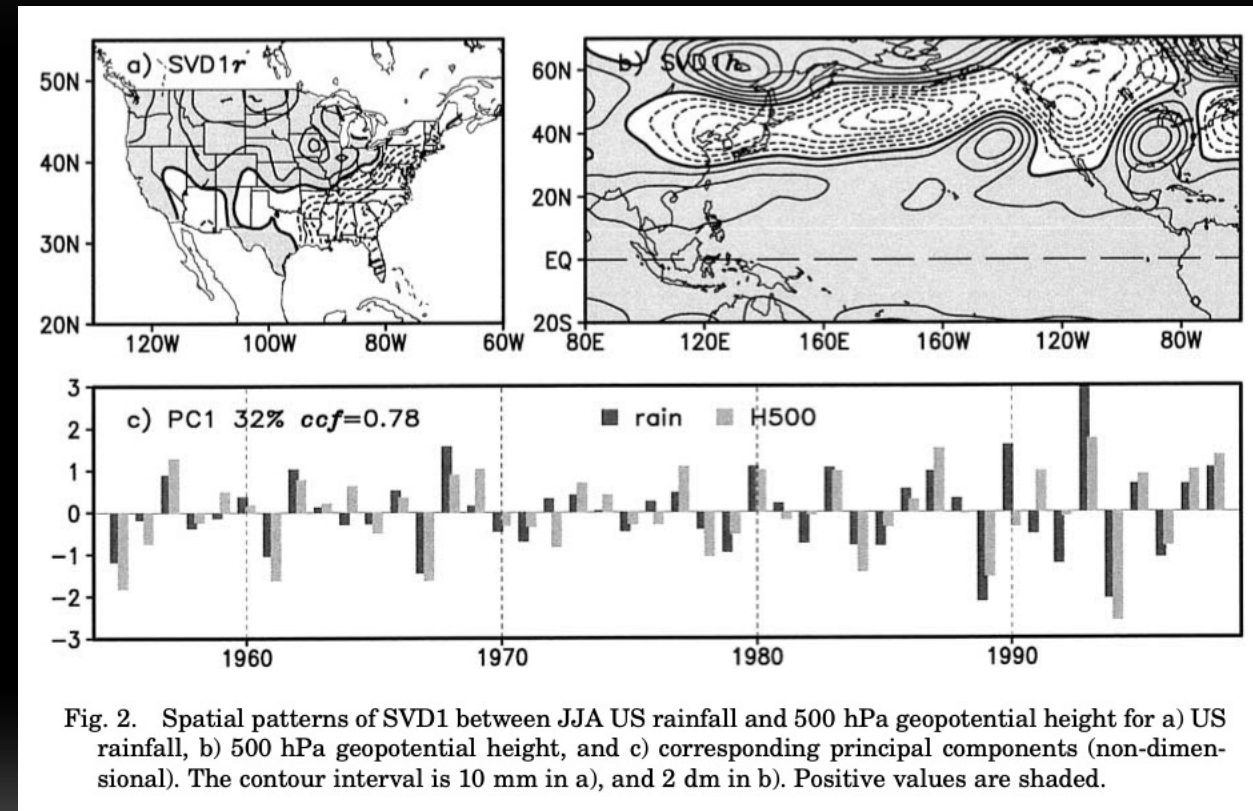 a) SVD1r
50N
40N
30N
20N
120W 100W 80W 60W
b) SVD1h
60N
40N
20N
EQ
20S
80E 120E 160E 160W 120W 80W
3
2
1
0
-1
-2
-3
c) PC1 32% ccf=0.78
rain H500
1960 1970 1980 1990
Fig. 2. Spatial patterns of SVD1 between JJA US rainfall and 500 hPa geopotential height for a) US
rainfall, b) 500 hPa geopotential height, and c) corresponding principal components (non-dimen-
sional). The contour interval is 10 mm in a), and 2 dm in b). Positive values are shaded.